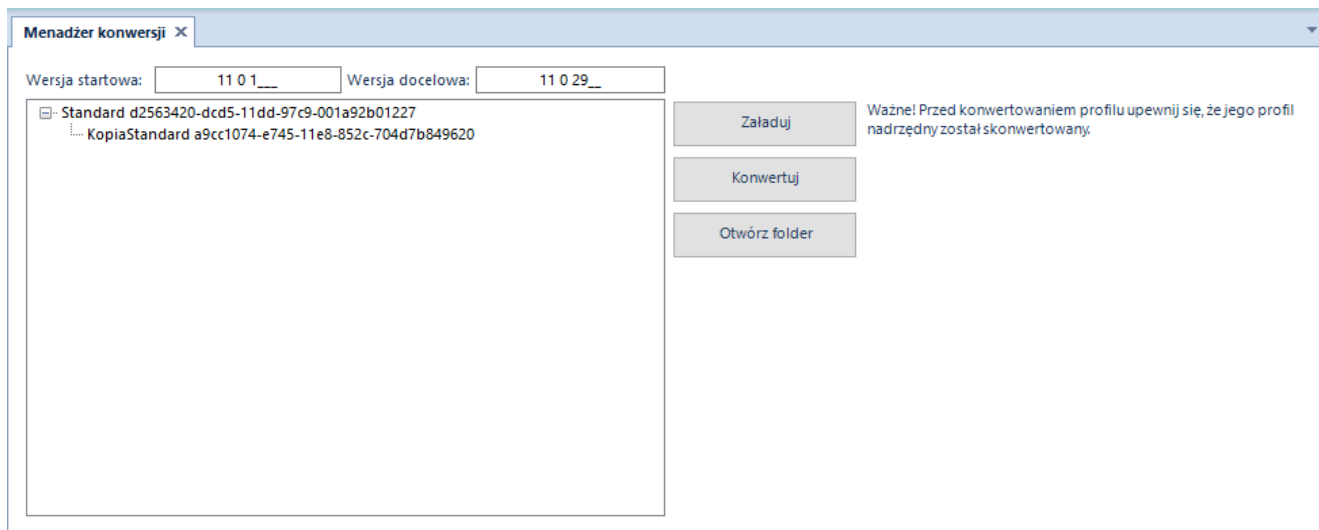 Menadżer konwersji
Wersja startowa: 11 0 1___ Wersja docelowa: 11 0 29__
Standard d2563420-dcd5-11dd-97c9-001a92b01227
KopiaStandard a9cc1074-e745-11e8-852c-704d7b849620
Załaduj
Konwertuj
Otwórz folder
Ważne! Przed konwertowaniem profilu upewnij się, że jego profil
nadrzędny został skonwertowany.